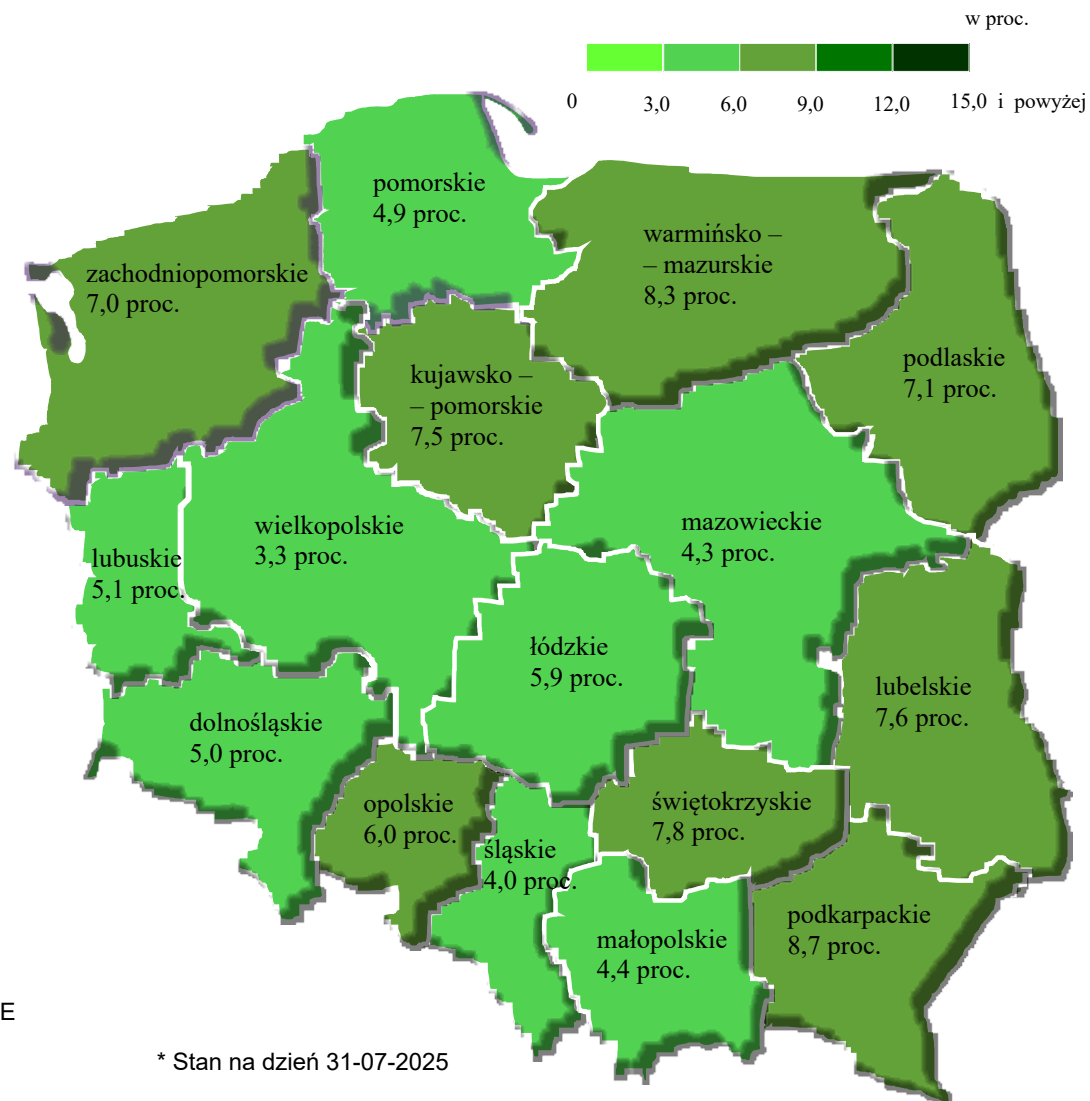 w proc.
0 3,0 6,0 9,0 12,0 15,0 i powyżej
pomorskie
4,9 proc.
warmińsko –
– mazurskie
8,3 proc.
zachodniopomorskie
7,0 proc.
podlaskie
7,1 proc.
kujawsko –
– pomorskie
7,5 proc.
wielkopolskie
3,3 proc.
mazowieckie
4,3 proc.
lubuskie
5,1 proc.
łódzkie
5,9 proc.
lubelskie
7,6 proc.
dolnośląskie
5,0 proc.
opolskie
6,0 proc.
świętokrzyskie
7,8 proc.
śląskie
4,0 proc.
podkarpackie
8,7 proc.
małopolskie
4,4 proc.
E
* Stan na dzień 31-07-2025